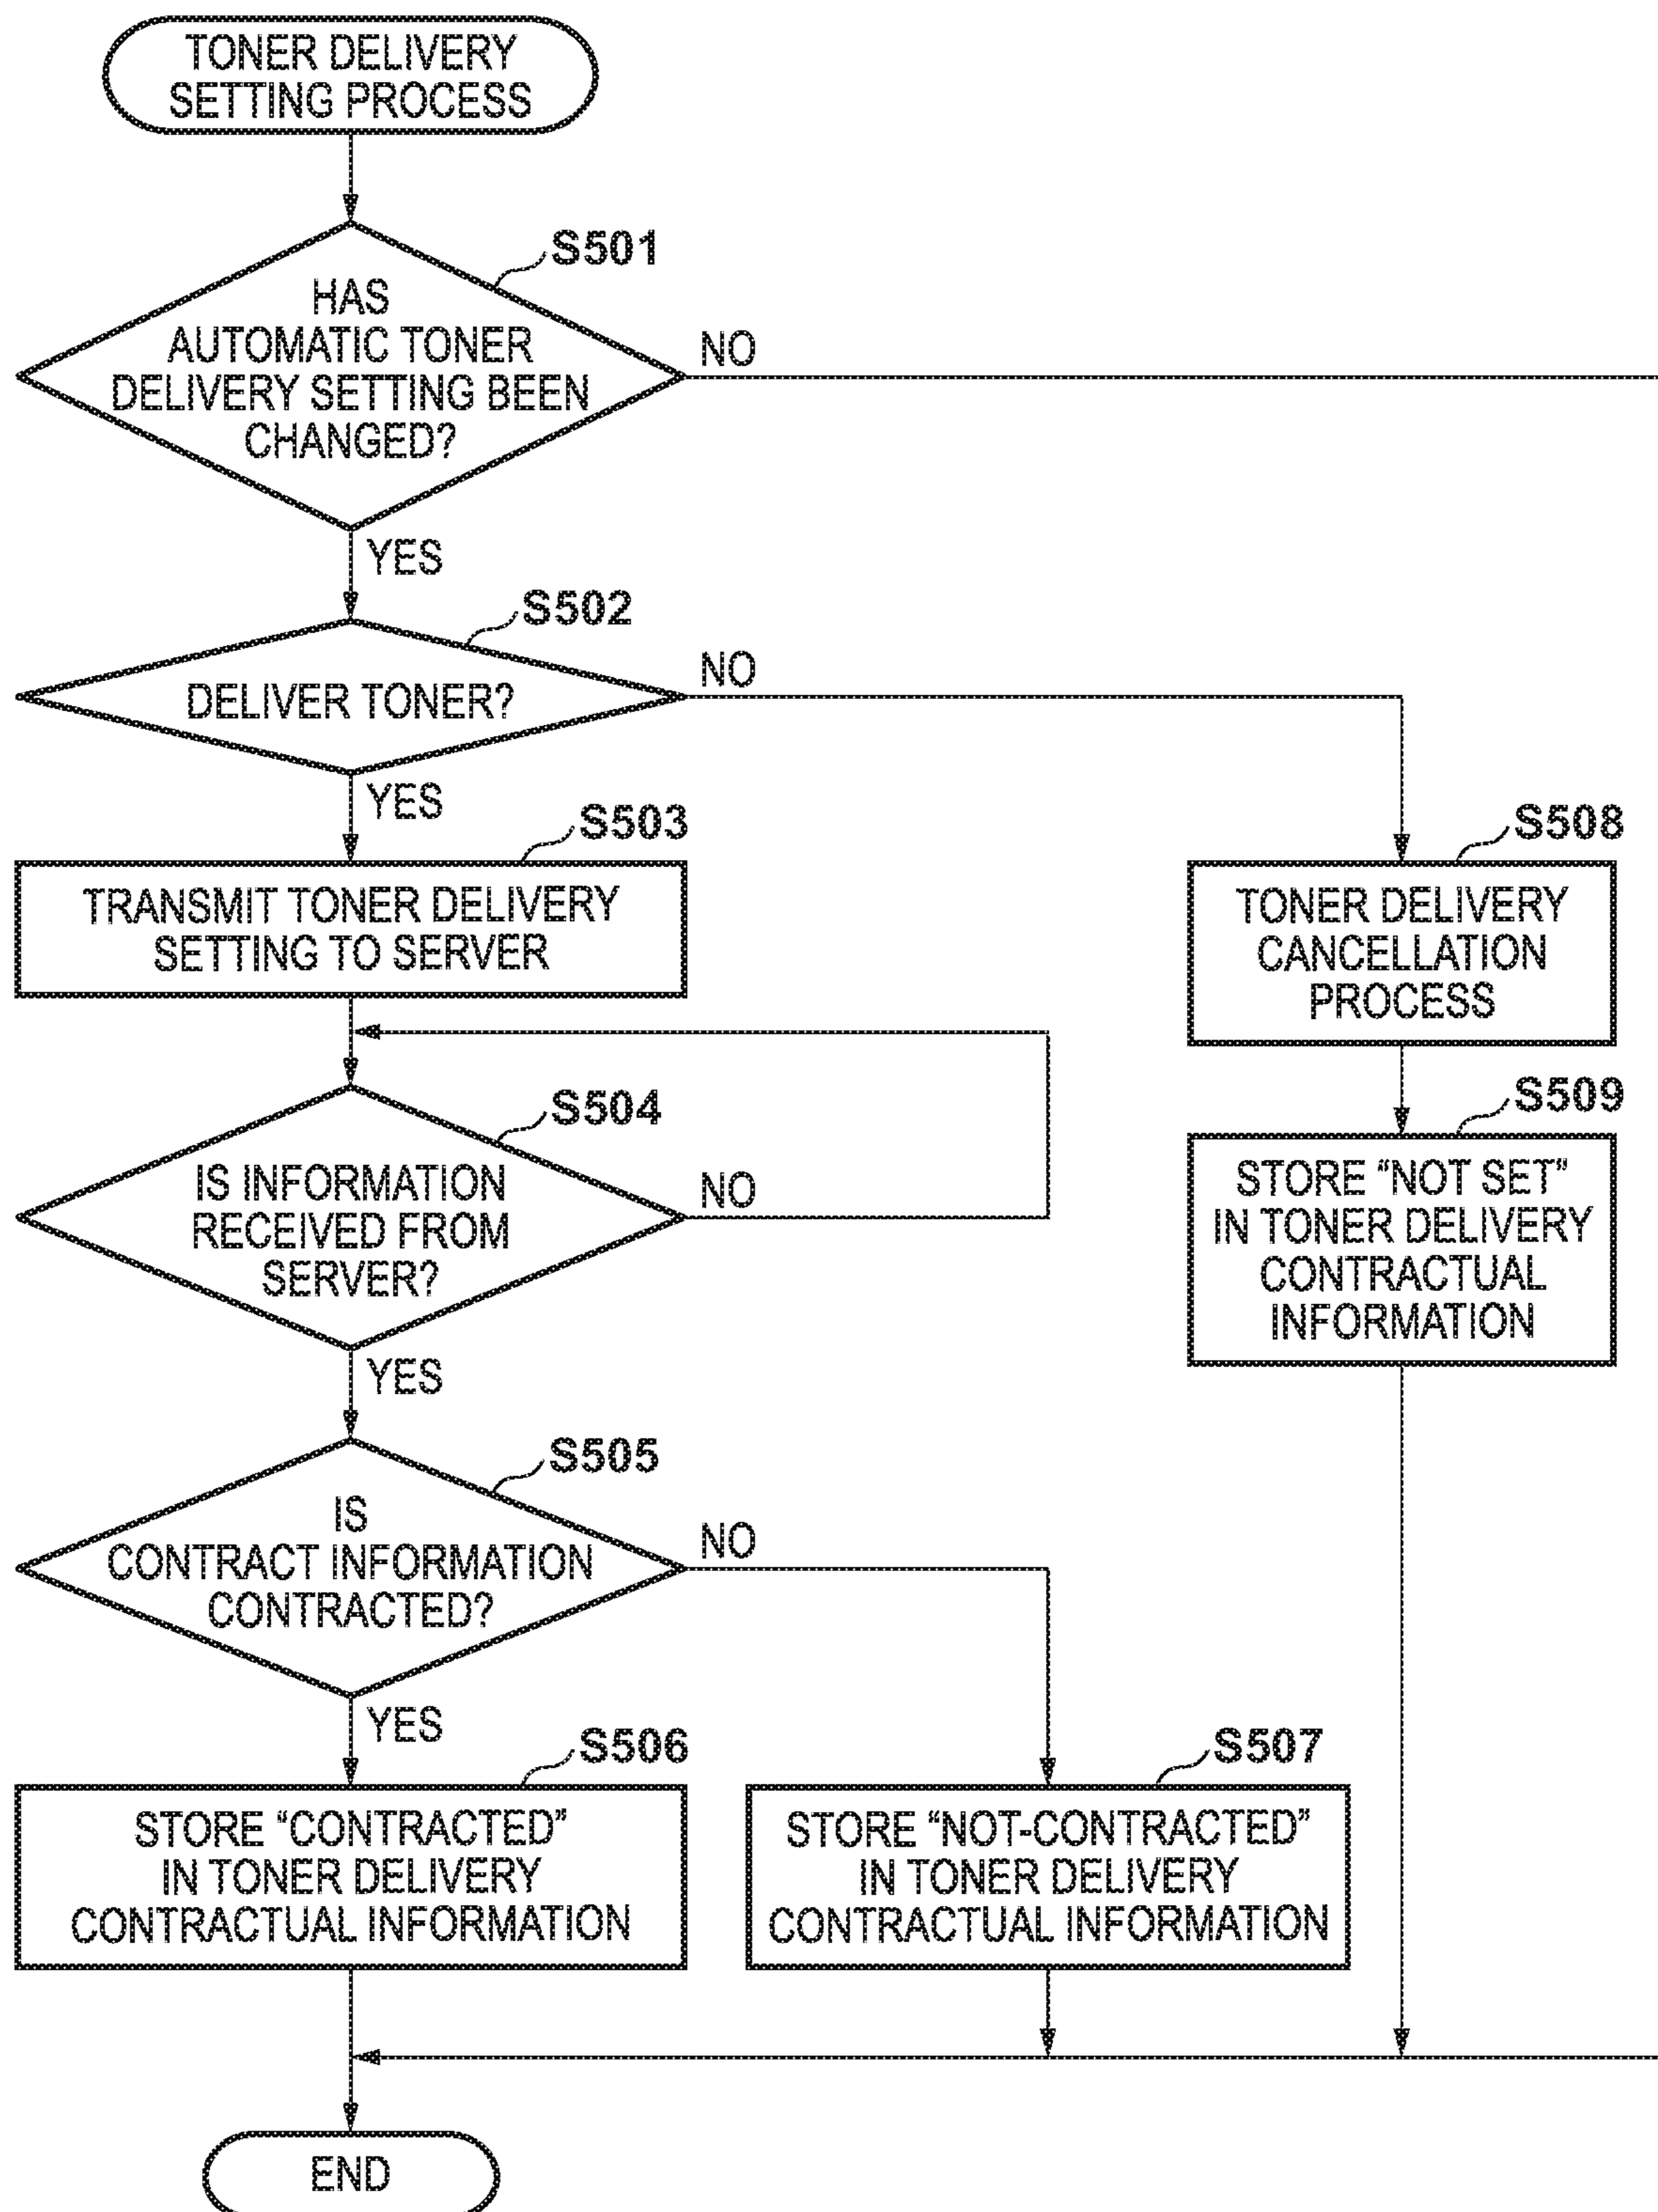 TONER DELIVERY
SETTING PROCESS
S501
HAS
AUTOMATIC TONER
DELIVERY SETTING BEEN
CHANGED?
NO
YES
S502
DELIVER TONER?
NO
YES
S503
TRANSMIT TONER DELIVERY
SETTING TO SERVER
S508
TONER DELIVERY
CANCELLATION
PROCESS
S504
IS INFORMATION
RECEIVED FROM
SERVER?
NO
YES
S509
STORE “NOT SET”
IN TONER DELIVERY
CONTRACTUAL
INFORMATION
S505
IS
CONTRACT INFORMATION
CONTRACTED?
NO
YES
S506
STORE “CONTRACTED”
IN TONER DELIVERY
CONTRACTUAL INFORMATION
S507
STORE “NOT-CONTRACTED”
IN TONER DELIVERY
CONTRACTUAL INFORMATION
END